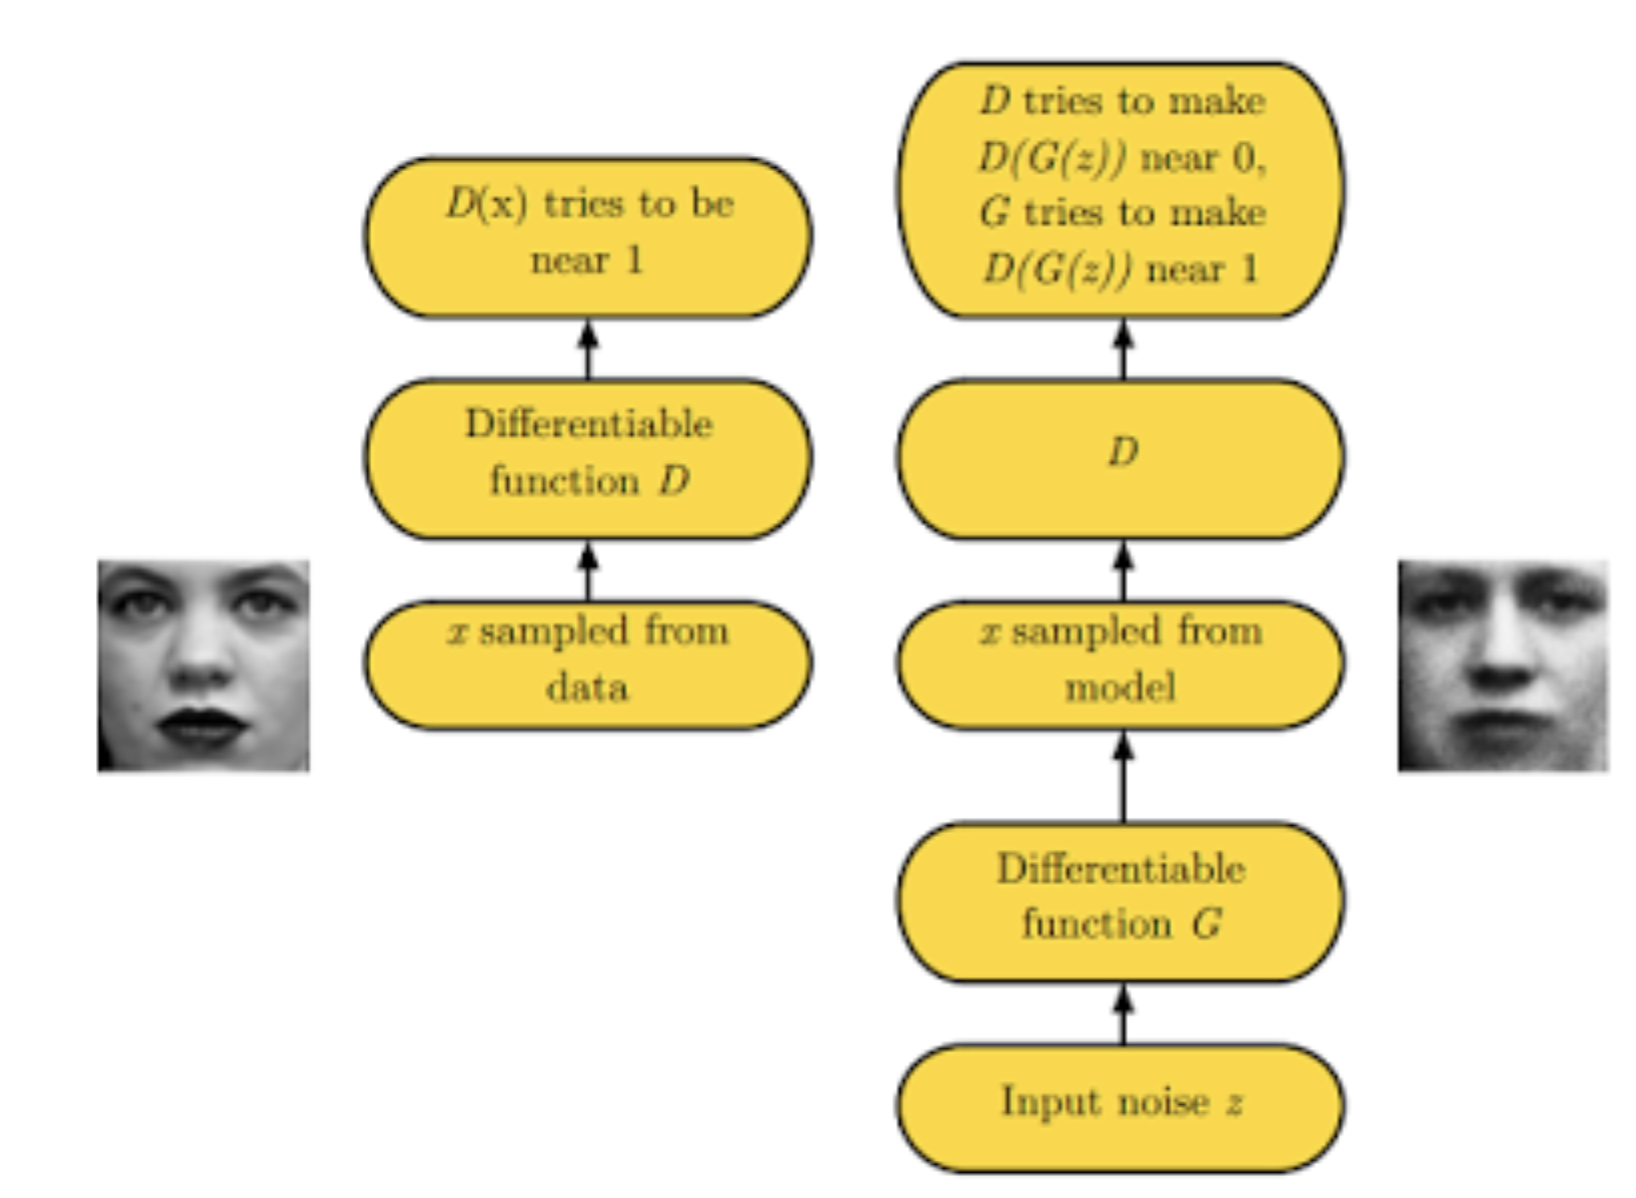 D(x) tries to be
near 1
Differentiable
function D
x sampled from
data
D tries to make
D(G(z)) near 0,
G tries to make
D(G(z)) near 1
D
x sampled from
model
Differentiable
function G
Input noise z